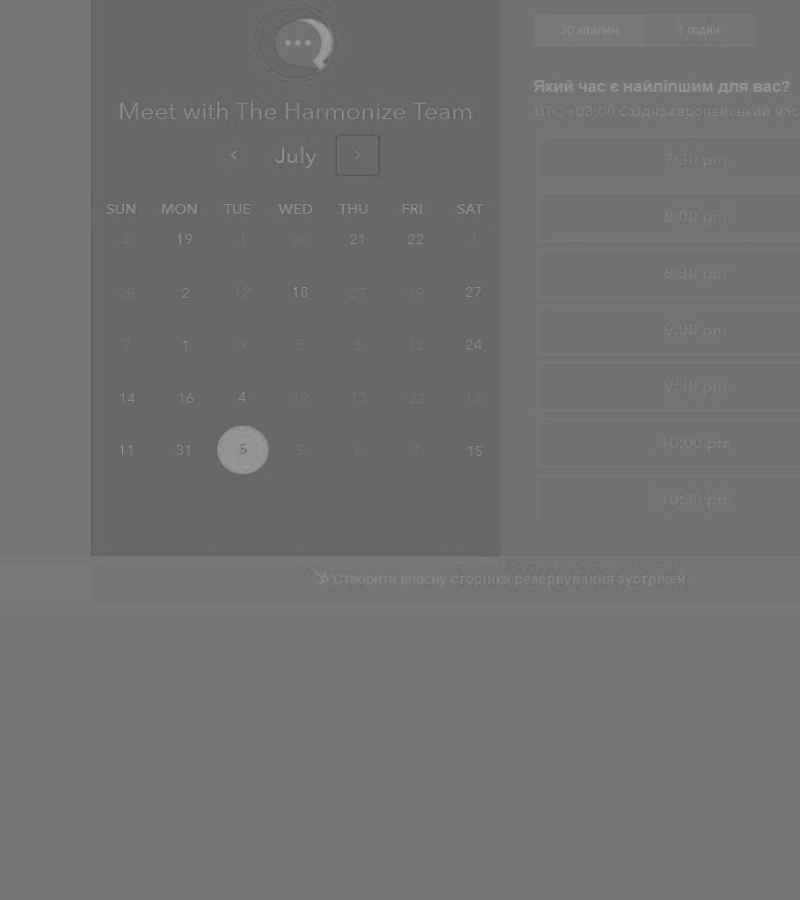 Meet with The Harmonize Team
July
SUN MON TUE WED THU FRI SAT
4 19 1 28 21 22 1
28 2 12 18 27 19 27
7 1 9 5 6 12 24
14 16 4 19 13 22 18
11 31 5 5 6 7 15
30 хвилин 1 годин
Який час є найліпшим для вас?
UTC +03:00 Східноєвропейський час
7:30 pm
8:00 pm
8:30 pm
9:00 pm
9:30 pm
10:00 pm
10:30 pm
Створити власну сторінку резервування зустрічей